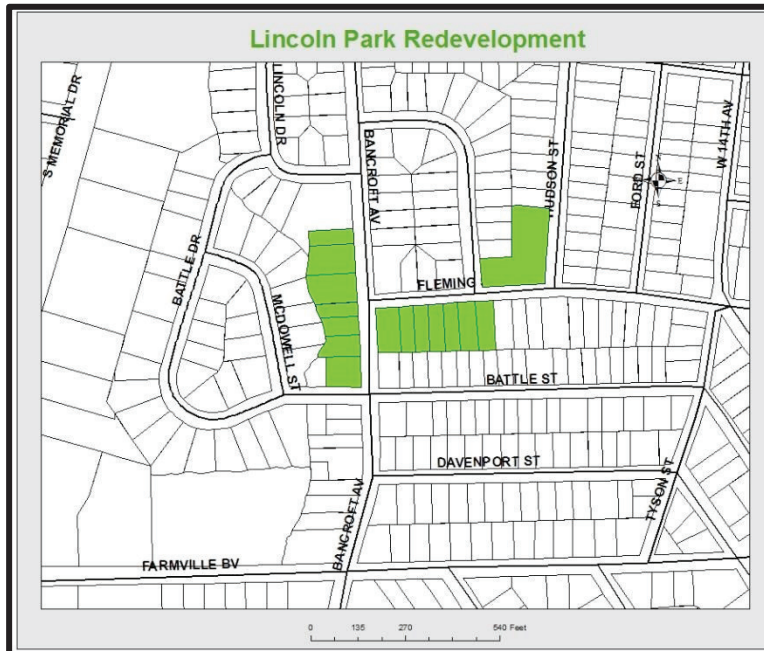 Lincoln Park Redevelopment
S MEMORIAL DR
LINCOLN DR
BANCROFT AV
HUDSON ST
FORD ST
W 14TH AV
N
E
S
BATTLE DR
MCDOWELL ST
FLEMING
BATTLE ST
DAVENPORT ST
TYSON ST
BANCROFT AV
FARMVILLE BV
0 135 270 540 Feet